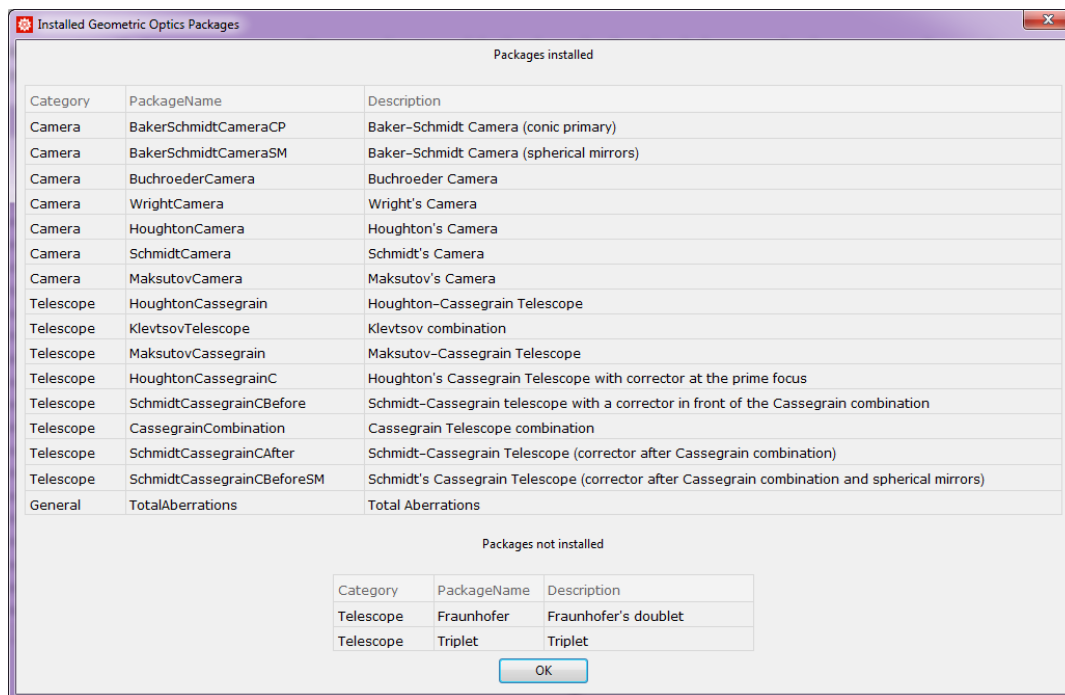 Installed Geometric Optics Packages
Packages installed
Category PackageName Description
Camera BakerSchmidtCameraCP Baker–Schmidt Camera (conic primary)
Camera BakerSchmidtCameraSM Baker–Schmidt Camera (spherical mirrors)
Camera BuchroederCamera Buchroeder Camera
Camera WrightCamera Wright's Camera
Camera HoughtonCamera Houghton's Camera
Camera SchmidtCamera Schmidt's Camera
Camera MaksutovCamera Maksutov's Camera
Telescope HoughtonCassegrain Houghton–Cassegrain Telescope
Telescope KlevtsovTelescope Klevtsov combination
Telescope MaksutovCassegrain Maksutov–Cassegrain Telescope
Telescope HoughtonCassegrainC Houghton's Cassegrain Telescope with corrector at the prime focus
Telescope SchmidtCassegrainCBefore Schmidt–Cassegrain telescope with a corrector in front of the Cassegrain combination
Telescope CassegrainCombination Cassegrain Telescope combination
Telescope SchmidtCassegrainCAfter Schmidt–Cassegrain Telescope (corrector after Cassegrain combination)
Telescope SchmidtCassegrainCBeforeSM Schmidt's Cassegrain Telescope (corrector after Cassegrain combination and spherical mirrors)
General TotalAberrations Total Aberrations
Packages not installed
Category PackageName Description
Telescope Fraunhofer Fraunhofer's doublet
Telescope Triplet Triplet
OK